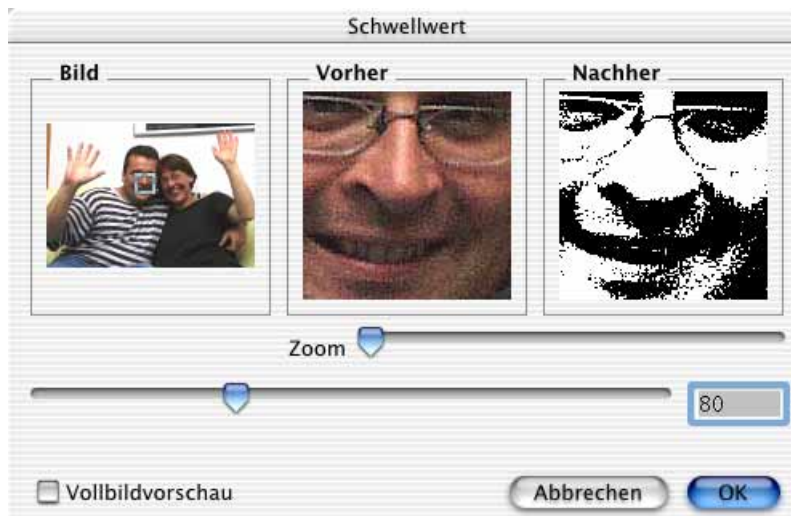 Schwellwert
Bild
Vorher
Nachher
Zoom
80
Vollbildvorschau
Abbrechen
OK